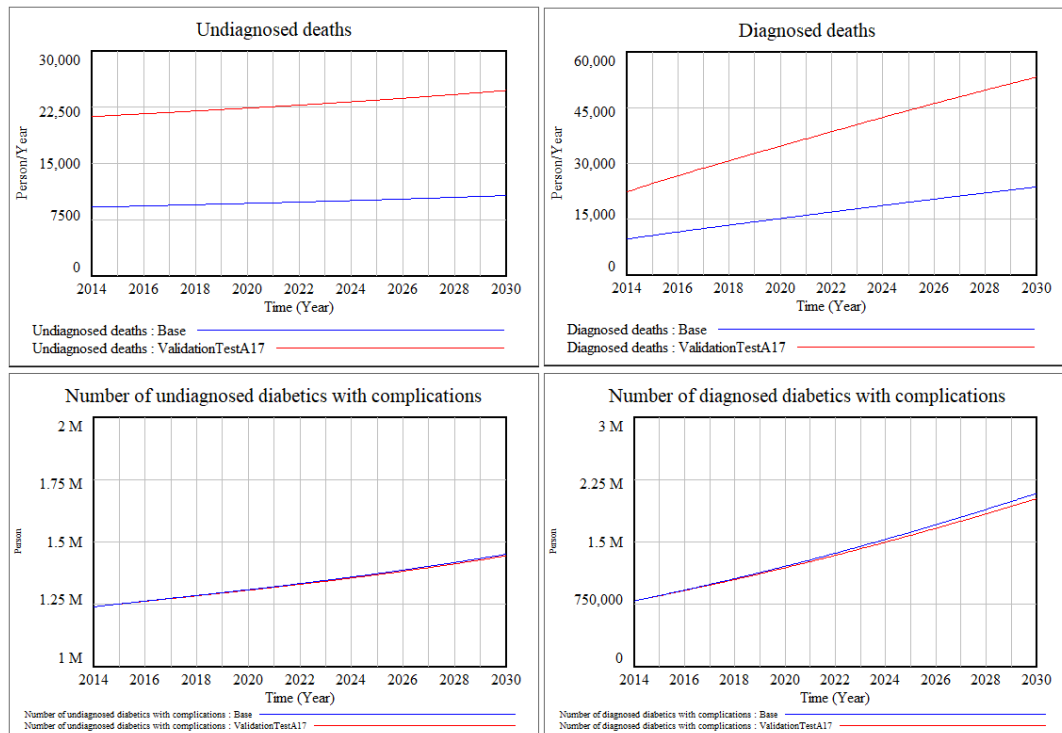 Undiagnosed deaths
30,000
22,500
15,000
7500
0
Person/Year
2014 2016 2018 2020 2022 2024 2026 2028 2030
Time (Year)
Undiagnosed deaths : Base
Undiagnosed deaths : ValidationTestA17
Diagnosed deaths
60,000
45,000
30,000
15,000
0
Person/Year
2014 2016 2018 2020 2022 2024 2026 2028 2030
Time (Year)
Diagnosed deaths : Base
Diagnosed deaths : ValidationTestA17
Number of undiagnosed diabetics with complications
2 M
1.75 M
1.5 M
1.25 M
1 M
Person
2014 2016 2018 2020 2022 2024 2026 2028 2030
Time (Year)
Number of undiagnosed diabetics with complications : Base
Number of undiagnosed diabetics with complications : ValidationTestA17
Number of diagnosed diabetics with complications
3 M
2.25 M
1.5 M
750,000
0
Person
2014 2016 2018 2020 2022 2024 2026 2028 2030
Time (Year)
Number of diagnosed diabetics with complications : Base
Number of diagnosed diabetics with complications : ValidationTestA17